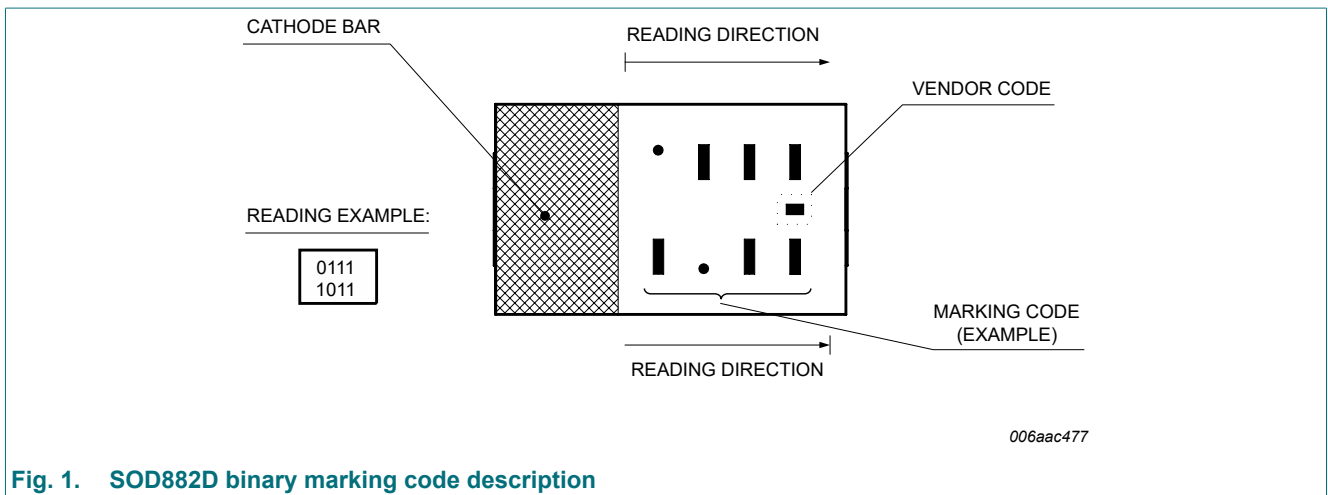 CATHODE BAR
READING DIRECTION
VENDOR CODE
READING EXAMPLE:
0111
1011
MARKING CODE
(EXAMPLE)
READING DIRECTION
006aac477
Fig. 1. SOD882D binary marking code description